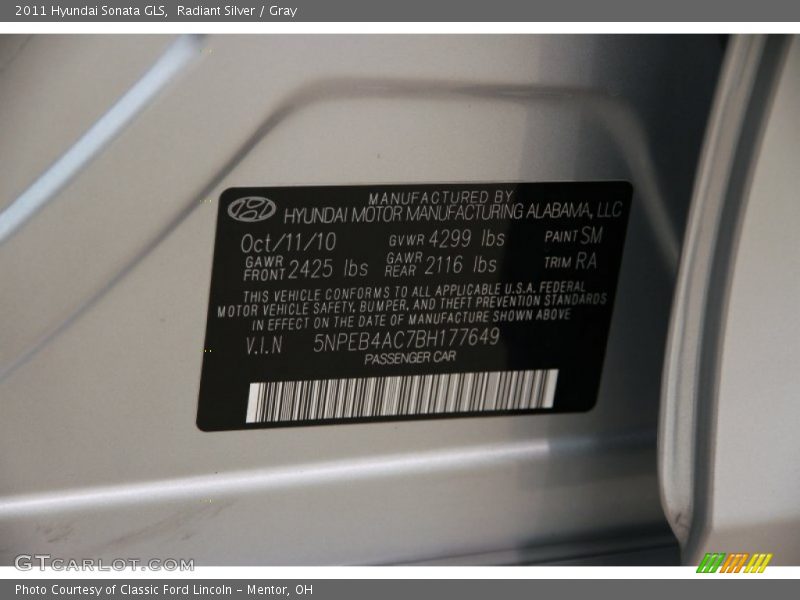 2011 Hyundai Sonata GLS, Radiant Silver / Gray
MANUFACTURED BY
HYUNDAI MOTOR MANUFACTURING ALABAMA, LLC
Oct/11/10 GVWR 4299 lbs PAINT SM
GAWR FRONT 2425 lbs GAWR REAR 2116 lbs TRIM RA
THIS VEHICLE CONFORMS TO ALL APPLICABLE U.S.A. FEDERAL
MOTOR VEHICLE SAFETY, BUMPER, AND THEFT PREVENTION STANDARDS
IN EFFECT ON THE DATE OF MANUFACTURE SHOWN ABOVE
V.I.N 5NPEB4AC7BH177649
PASSENGER CAR
GTCARLOT.COM
Photo Courtesy of Classic Ford Lincoln - Mentor, OH